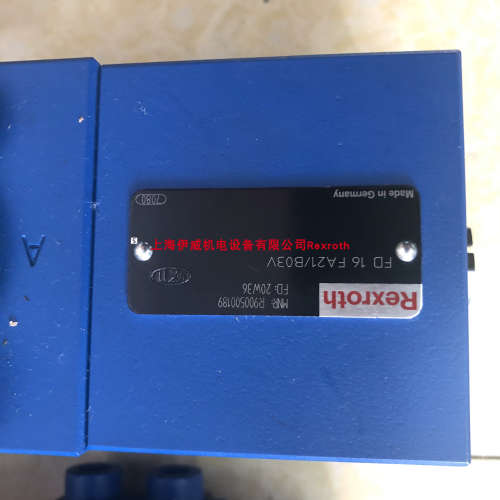 Rexroth
MNR: R900500189
FD: 20W36
FD 16 FA21/B03V
上海伊威机电设备有限公司Rexroth
Made in Germany
7080
A